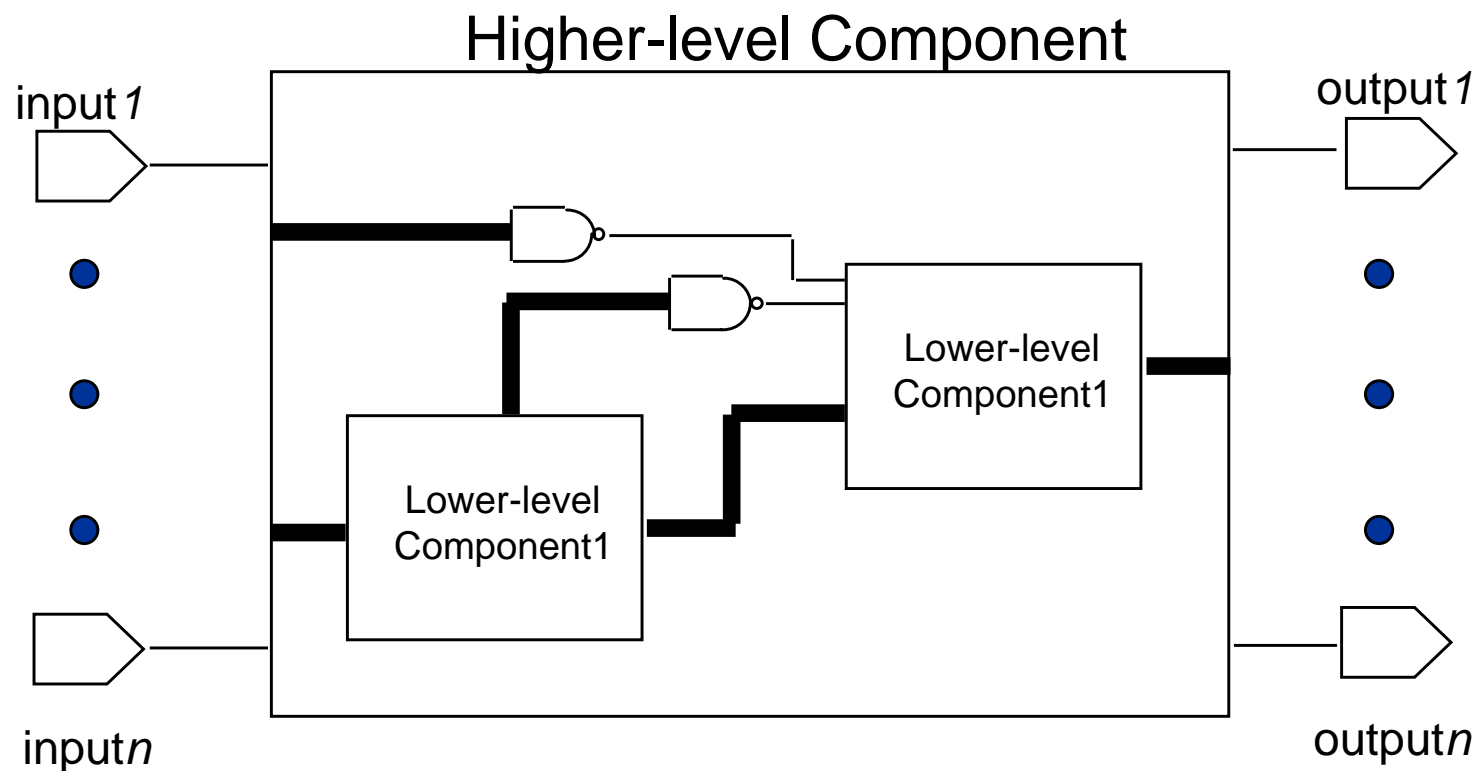 Higher-level Component
input1
output1
Lower-level
Component1
Lower-level
Component1
inputn
outputn